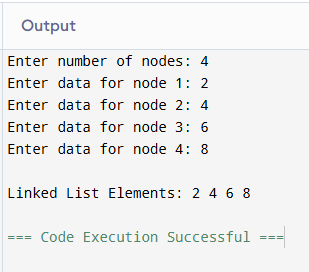 Output
Enter number of nodes: 4
Enter data for node 1: 2
Enter data for node 2: 4
Enter data for node 3: 6
Enter data for node 4: 8
Linked List Elements: 2 4 6 8
=== Code Execution Successful ===